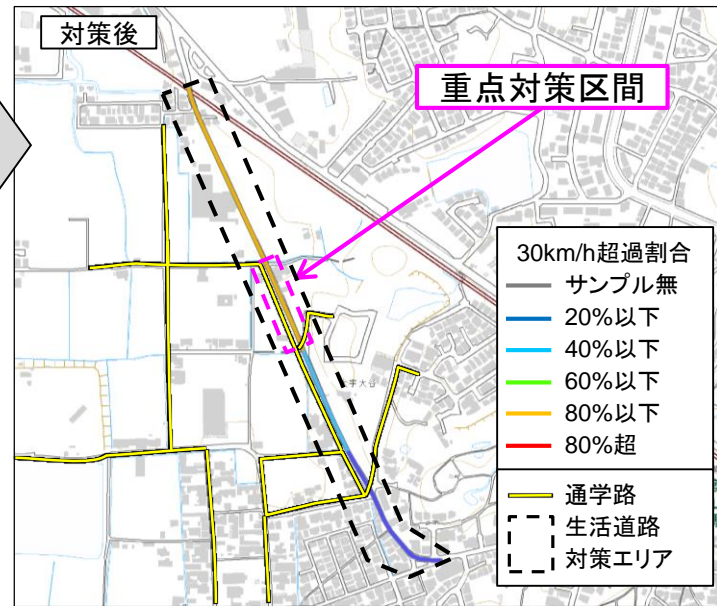 対策後
重点対策区間
30km/h超過割合
サンプル無
20%以下
40%以下
60%以下
80%以下
80%超
通学路
生活道路
対策エリア